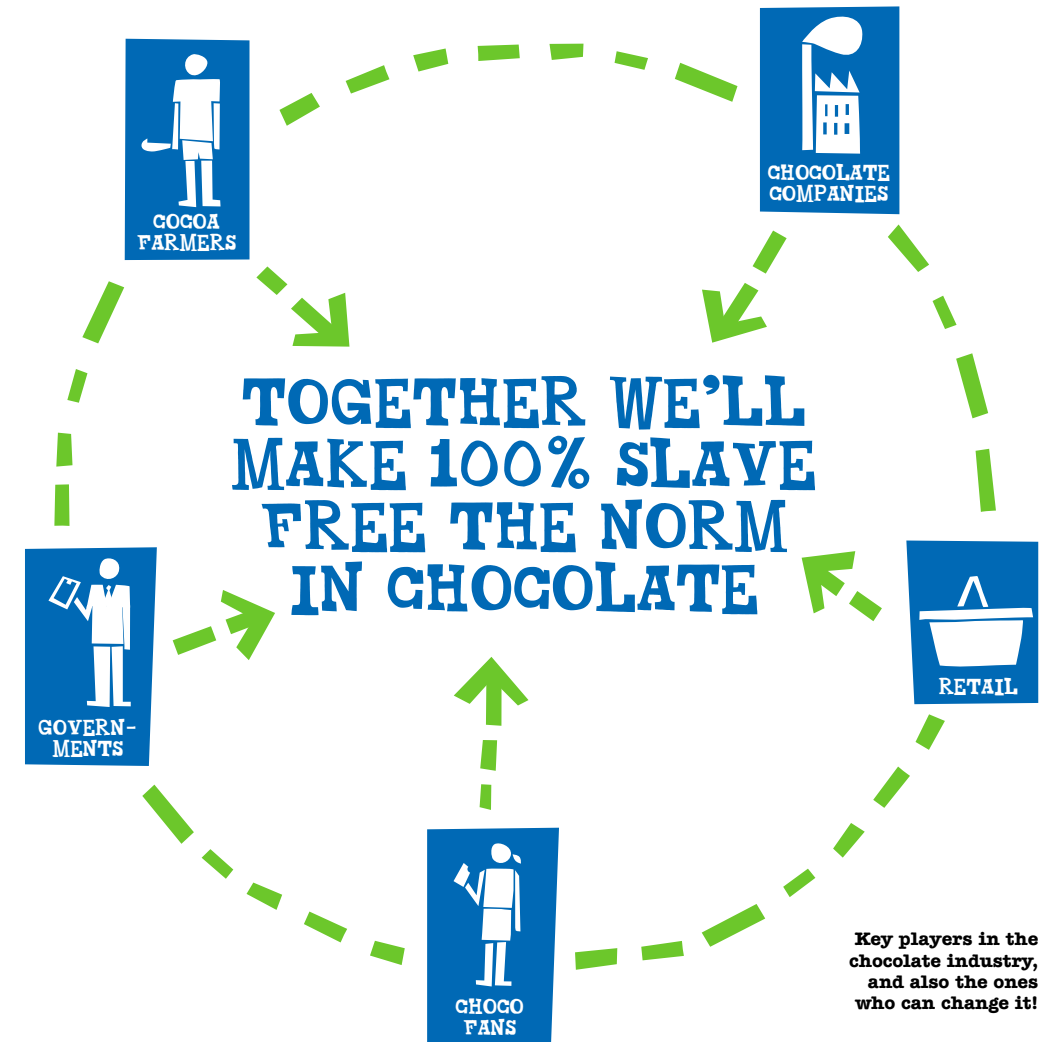 COCOA
FARMERS
CHOCOLATE
COMPANIES
TOGETHER WE'LL
MAKE 100% SLAVE
FREE THE NORM
IN CHOCOLATE
GOVERN-
MENTS
RETAIL
CHOCO
FANS
Key players in the
chocolate industry,
and also the ones
who can change it!